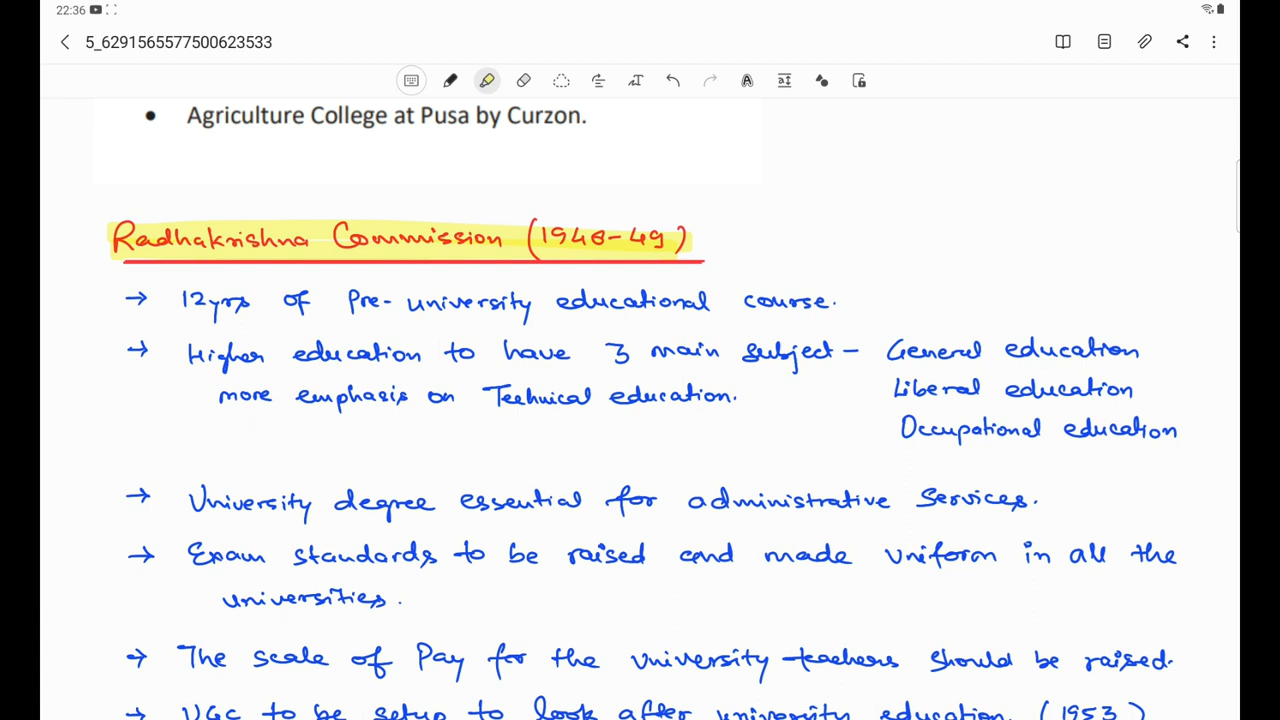 22:36
5_6291565577500623533
• Agriculture College at Pusa by Curzon.
Radhakrishna Commission (1948-49)
→ 12yrs of Pre-university educational course.
→ Higher education to have 3 main subject - General education
more emphasis on Technical education. Liberal education
Occupational education
→ University degree essential for administrative Services.
→ Exam standards to be raised and made uniform in all the
universities.
→ The scale of Pay for the university teachers should be raised.
→ UGC to be setup to look after university education. (1953)